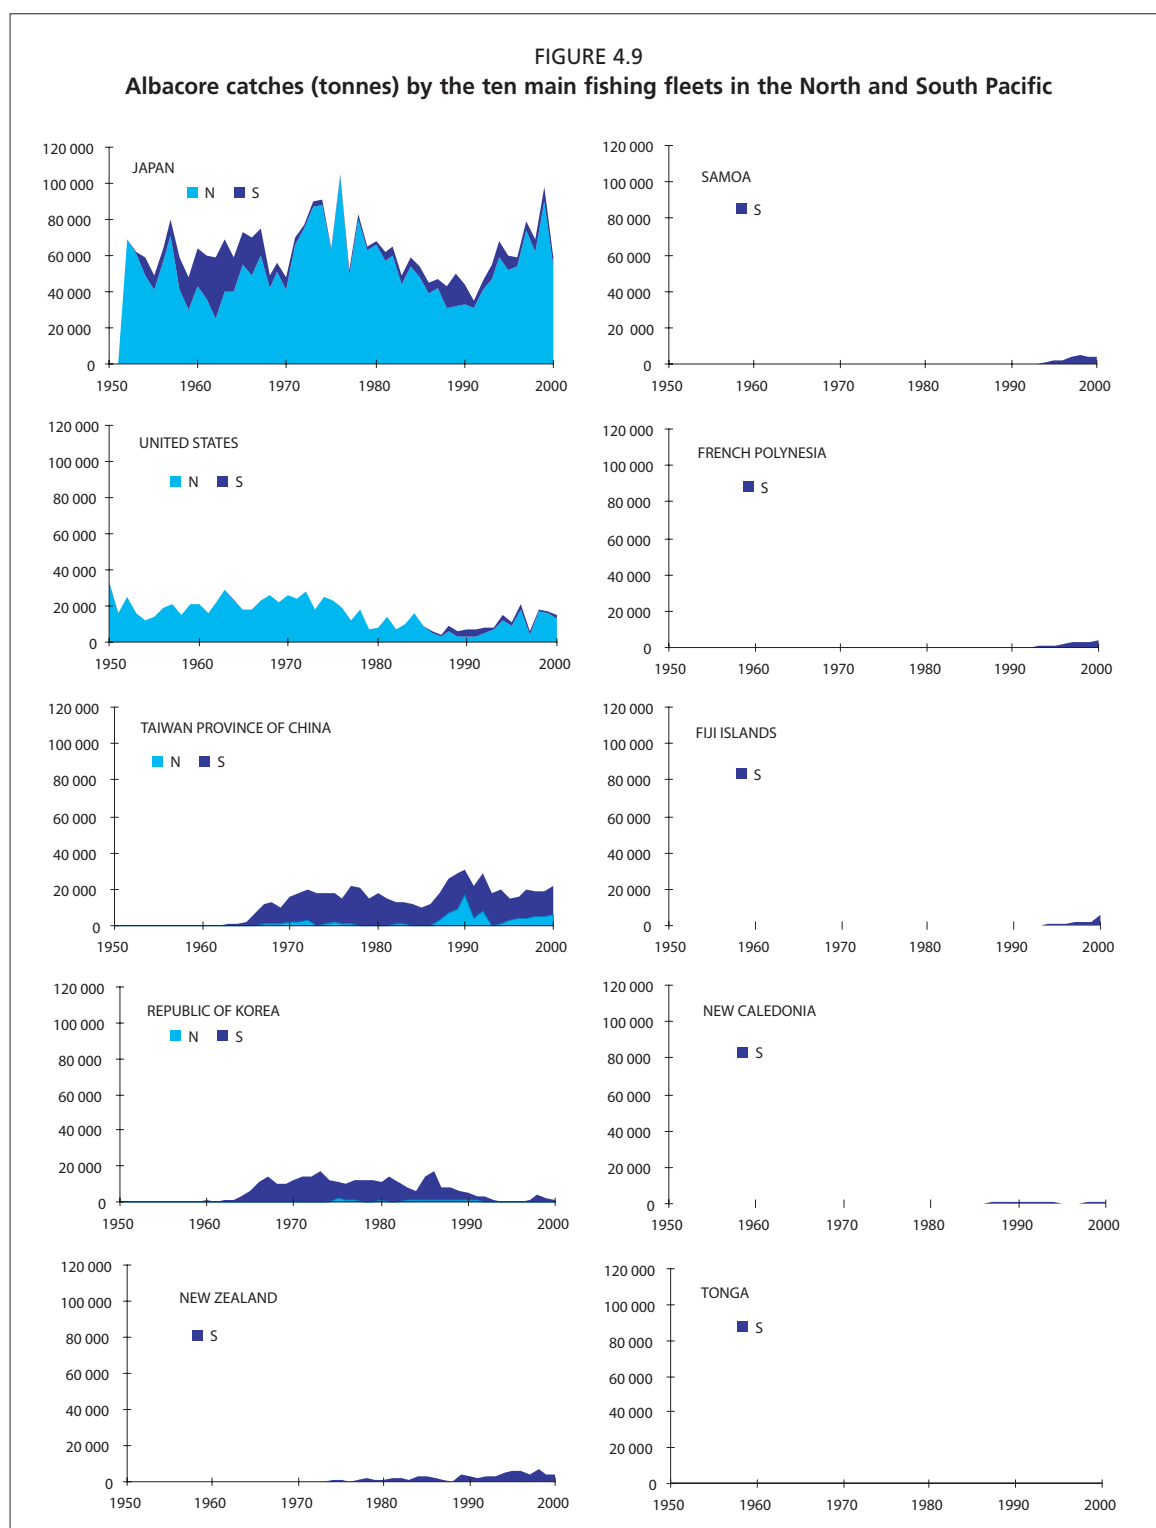 FIGURE 4.9
Albacore catches (tonnes) by the ten main fishing fleets in the North and South Pacific
120 000
100 000
80 000
60 000
40 000
20 000
0
JAPAN
N S
1950 1960 1970 1980 1990 2000
120 000
100 000
80 000
60 000
40 000
20 000
0
SAMOA
S
1950 1960 1970 1980 1990 2000
120 000
100 000
80 000
60 000
40 000
20 000
0
UNITED STATES
N S
1950 1960 1970 1980 1990 2000
120 000
100 000
80 000
60 000
40 000
20 000
0
FRENCH POLYNESIA
S
1950 1960 1970 1980 1990 2000
120 000
100 000
80 000
60 000
40 000
20 000
0
TAIWAN PROVINCE OF CHINA
N S
1950 1960 1970 1980 1990 2000
120 000
100 000
80 000
60 000
40 000
20 000
0
FIJI ISLANDS
S
1950 1960 1970 1980 1990 2000
120 000
100 000
80 000
60 000
40 000
20 000
0
REPUBLIC OF KOREA
N S
1950 1960 1970 1980 1990 2000
120 000
100 000
80 000
60 000
40 000
20 000
0
NEW CALEDONIA
S
1950 1960 1970 1980 1990 2000
120 000
100 000
80 000
60 000
40 000
20 000
0
NEW ZEALAND
S
1950 1960 1970 1980 1990 2000
120 000
100 000
80 000
60 000
40 000
20 000
0
TONGA
S
1950 1960 1970 1980 1990 2000